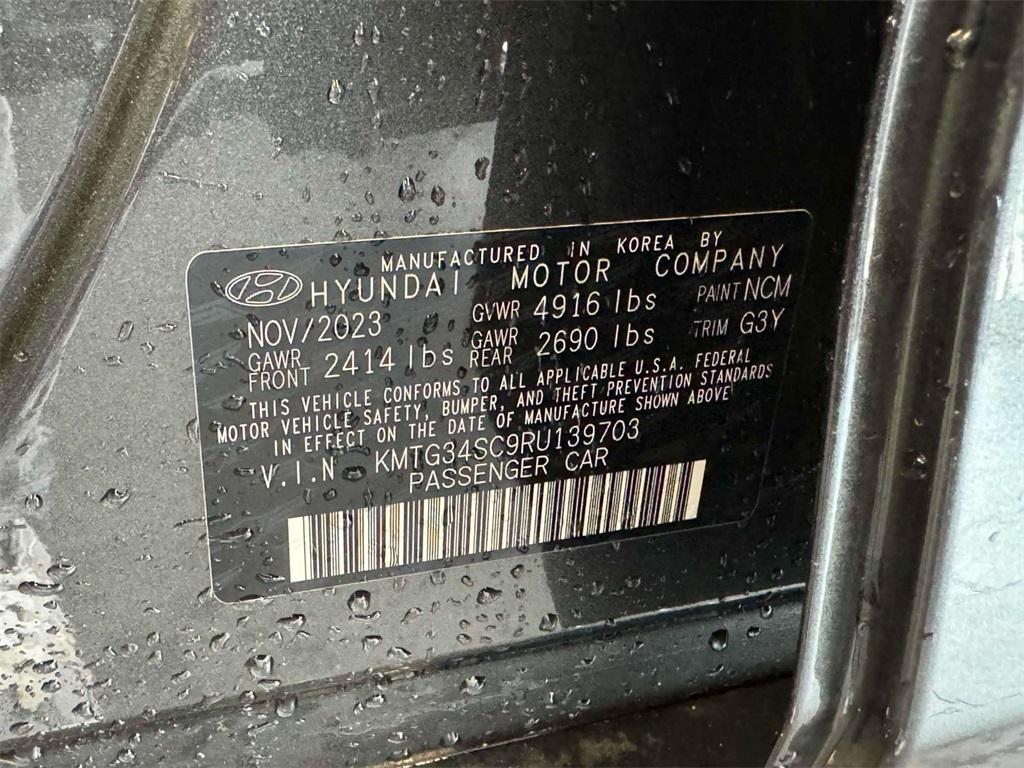 MANUFACTURED IN KOREA BY
HYUNDAI MOTOR COMPANY
NOV/2023 GVWR 4916 lbs PAINT NCM
GAWR FRONT 2414 lbs GAWR REAR 2690 lbs TRIM G3Y
THIS VEHICLE CONFORMS TO ALL APPLICABLE U.S.A. FEDERAL
MOTOR VEHICLE SAFETY, BUMPER, AND THEFT PREVENTION STANDARDS
IN EFFECT ON THE DATE OF MANUFACTURE SHOWN ABOVE
V.I.N KMTG34SC9RU139703
PASSENGER CAR